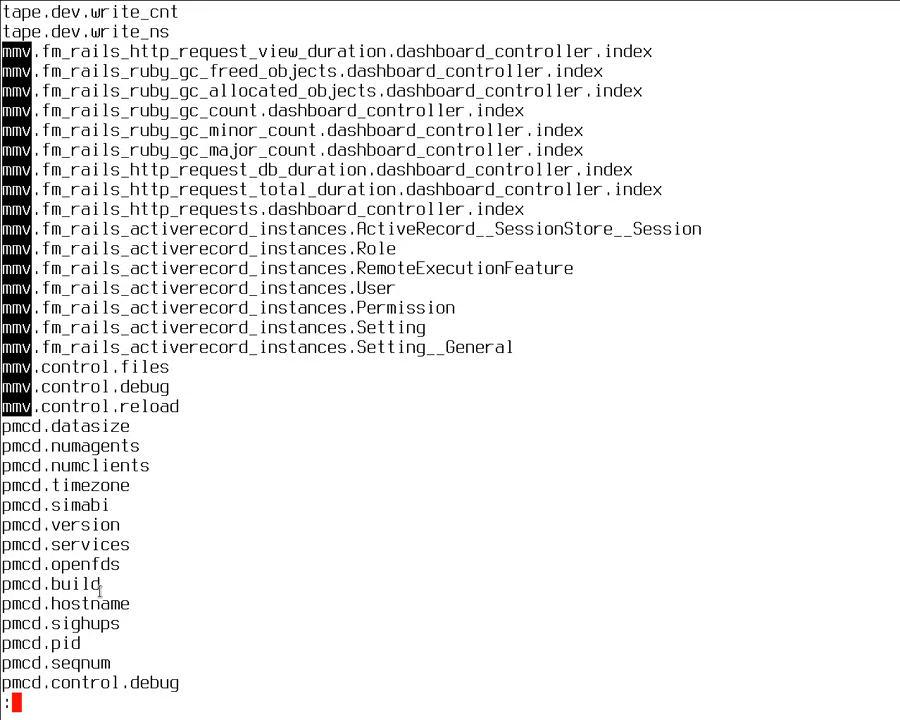 tape.dev.write_cnt
tape.dev.write_ns
mmv.fm_rails_http_request_view_duration.dashboard_controller.index
mmv.fm_rails_ruby_gc_freed_objects.dashboard_controller.index
mmv.fm_rails_ruby_gc_allocated_objects.dashboard_controller.index
mmv.fm_rails_ruby_gc_count.dashboard_controller.index
mmv.fm_rails_ruby_gc_minor_count.dashboard_controller.index
mmv.fm_rails_ruby_gc_major_count.dashboard_controller.index
mmv.fm_rails_http_request_db_duration.dashboard_controller.index
mmv.fm_rails_http_request_total_duration.dashboard_controller.index
mmv.fm_rails_http_requests.dashboard_controller.index
mmv.fm_rails_activerecord_instances.ActiveRecord__SessionStore__Session
mmv.fm_rails_activerecord_instances.Role
mmv.fm_rails_activerecord_instances.RemoteExecutionFeature
mmv.fm_rails_activerecord_instances.User
mmv.fm_rails_activerecord_instances.Permission
mmv.fm_rails_activerecord_instances.Setting
mmv.fm_rails_activerecord_instances.Setting__General
mmv.control.files
mmv.control.debug
mmv.control.reload
pmcd.datasize
pmcd.numagents
pmcd.numclients
pmcd.timezone
pmcd.simabi
pmcd.version
pmcd.services
pmcd.openfds
pmcd.build
pmcd.hostname
pmcd.sighups
pmcd.pid
pmcd.seqnum
pmcd.control.debug
: